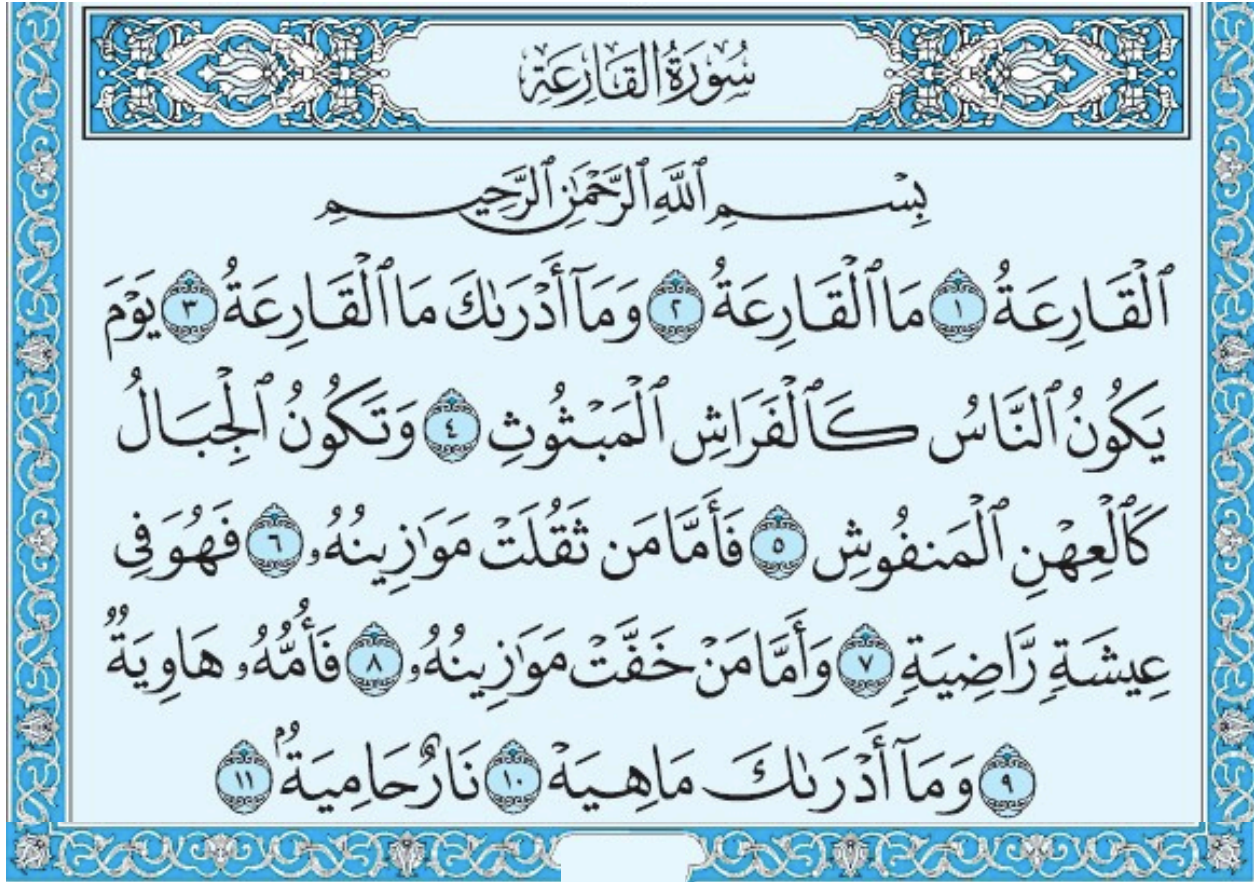 سُورَةُ القَارِعَةِ
بِسْمِ ٱللَّهِ ٱلرَّحْمَٰنِ ٱلرَّحِيمِ
ٱلْقَارِعَةُ ١ مَا ٱلْقَارِعَةُ ٢ وَمَآ أَدْرَىٰكَ مَا ٱلْقَارِعَةُ ٣ يَوْمَ
يَكُونُ ٱلنَّاسُ كَٱلْفَرَاشِ ٱلْمَبْثُوثِ ٤ وَتَكُونُ ٱلْجِبَالُ
كَٱلْعِهْنِ ٱلْمَنفُوشِ ٥ فَأَمَّا مَن ثَقُلَتْ مَوَٰزِينُهُۥ ٦ فَهُوَ فِى
عِيشَةٍ رَّاضِيَةٍ ٧ وَأَمَّا مَنْ خَفَّتْ مَوَٰزِينُهُۥ ٨ فَأُمُّهُۥ هَاوِيَةٌ
٩ وَمَآ أَدْرَىٰكَ مَا هِيَهْ ١٠ نَارٌ حَامِيَةٌۢ ١١